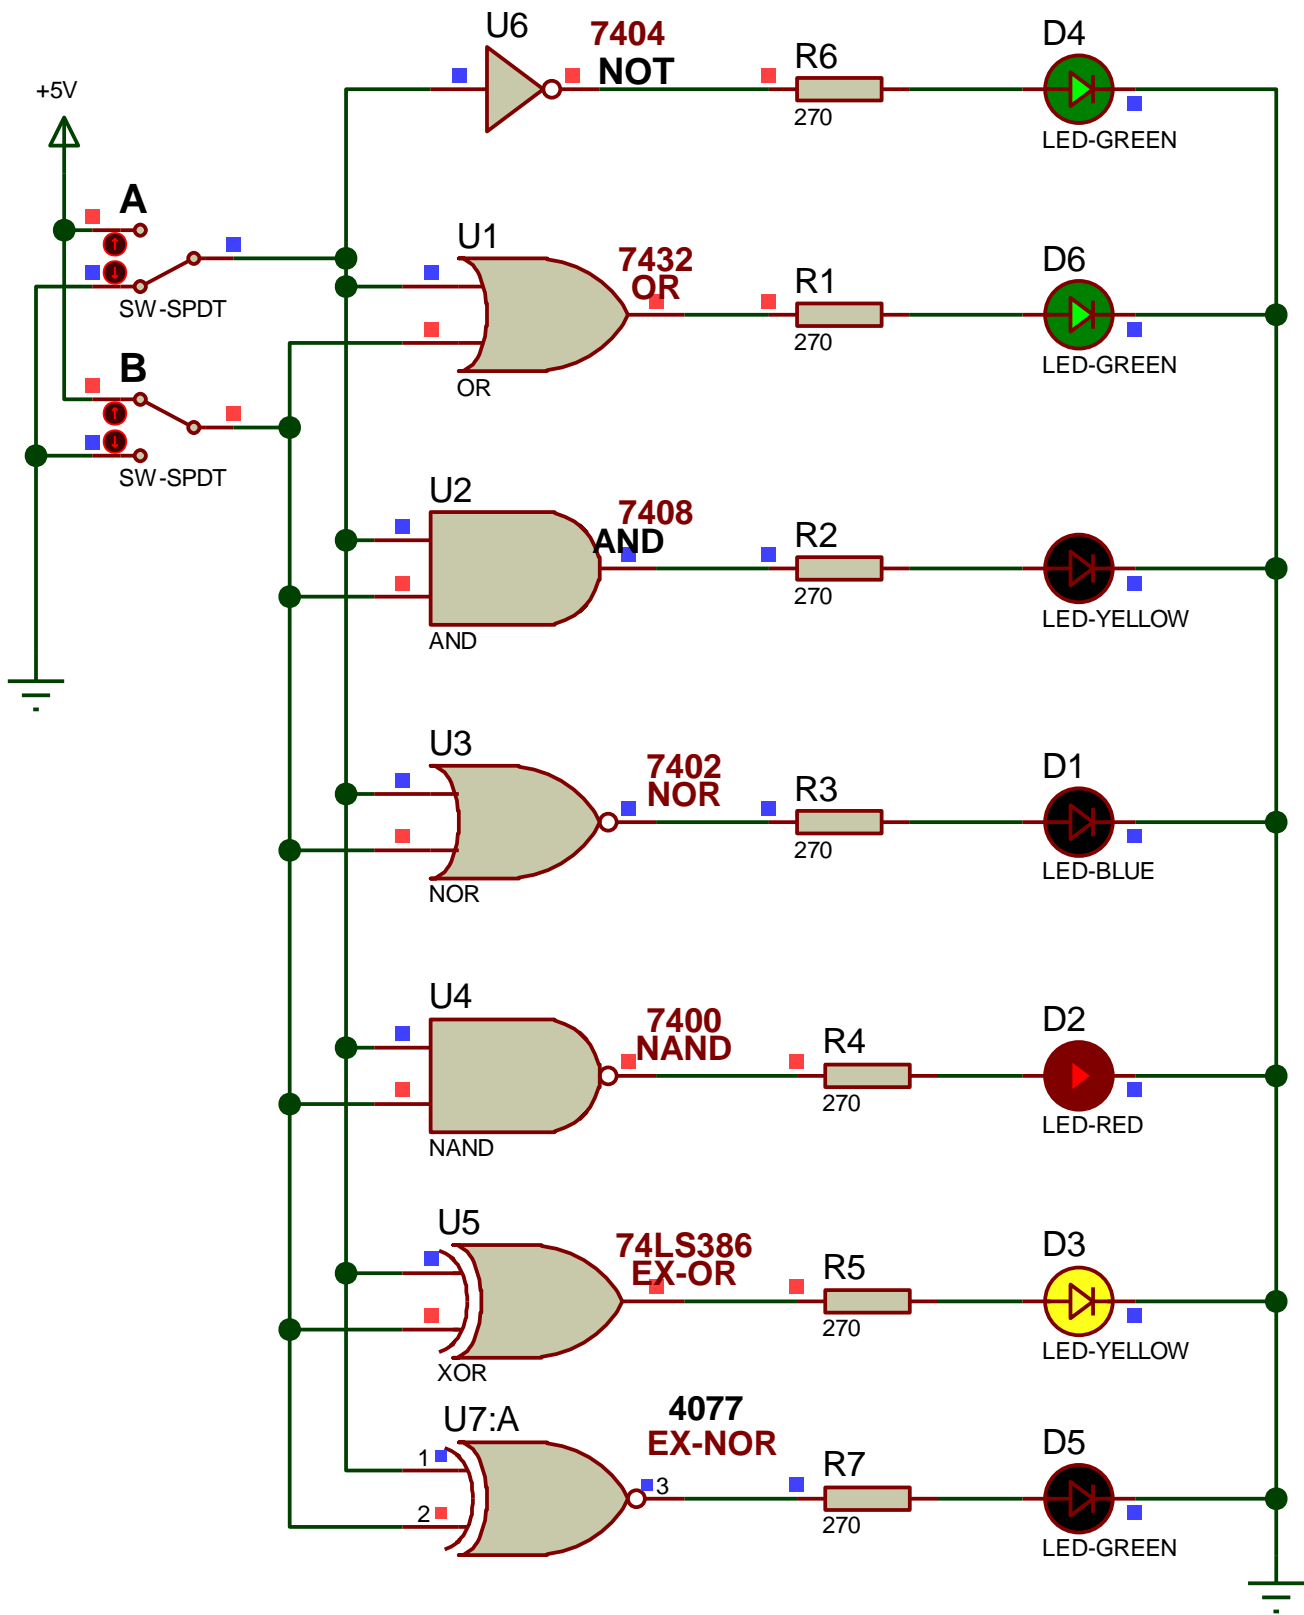 U6
7404
NOT
R6
270
D4
LED-GREEN
+5V
A
SW-SPDT
U1
7432
OR
OR
R1
270
D6
LED-GREEN
B
SW-SPDT
U2
7408
AND
AND
R2
270
LED-YELLOW
U3
7402
NOR
NOR
R3
270
D1
LED-BLUE
U4
7400
NAND
NAND
R4
270
D2
LED-RED
U5
74LS386
EX-OR
XOR
R5
270
D3
LED-YELLOW
U7:A
4077
EX-NOR
1
2
3
R7
270
D5
LED-GREEN